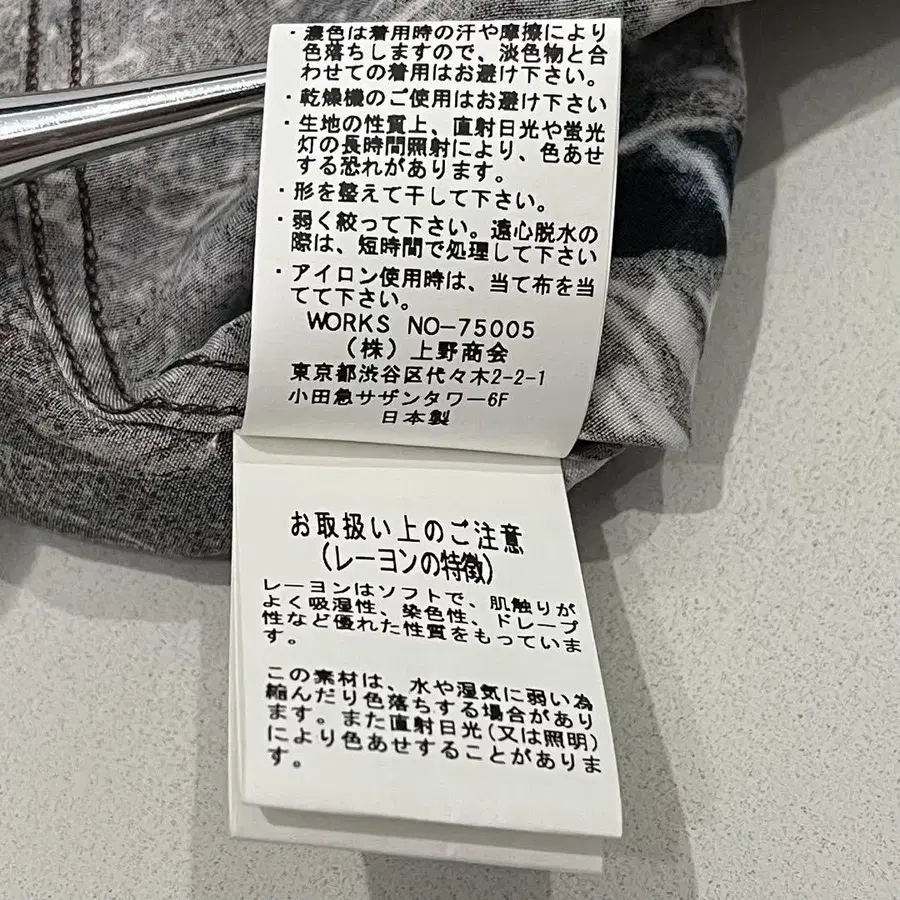 ・濃色は着用時の汗や摩擦により
色落ちしますので、淡色物と合
わせての着用はお避け下さい。
・乾燥機のご使用はお避け下さい
・生地の性質上、直射日光や蛍光
灯の長時間照射により、色あせ
する恐れがあります。
・形を整えて干して下さい。
・弱く絞って下さい。遠心脱水の
際は、短時間で処理して下さい
・アイロン使用時は、当て布を当
てて下さい。
WORKS NO-75005
(株)上野商会
東京都渋谷区代々木2-2-1
小田急サザンタワー6F
日本製
お取扱い上のご注意
(レーヨンの特徴)
レーヨンはソフトで、肌触りが
よく吸湿性、染色性、ドレープ
性など優れた性質をもっていま
す。
この素材は、水や湿気に弱い為
縮んだり色落ちする場合があり
ます。また直射日光(又は照明)
により色あせすることがありま
す。